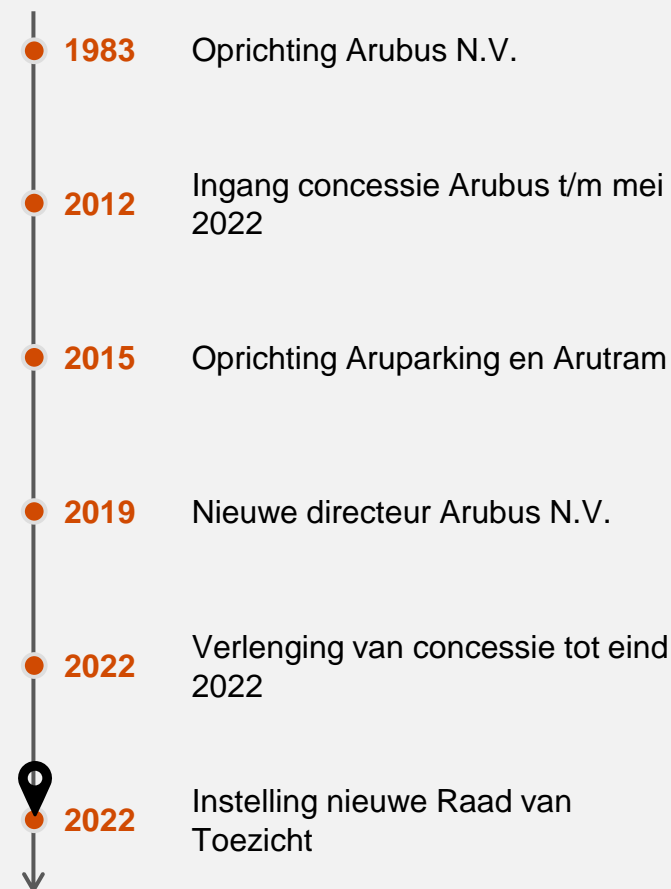 1983 Oprichting Arubus N.V.
2012 Ingang concessie Arubus t/m mei
2022
2015 Oprichting Aruparking en Arutram
2019 Nieuwe directeur Arubus N.V.
2022 Verlenging van concessie tot eind
2022
2022 Instelling nieuwe Raad van
Toezicht